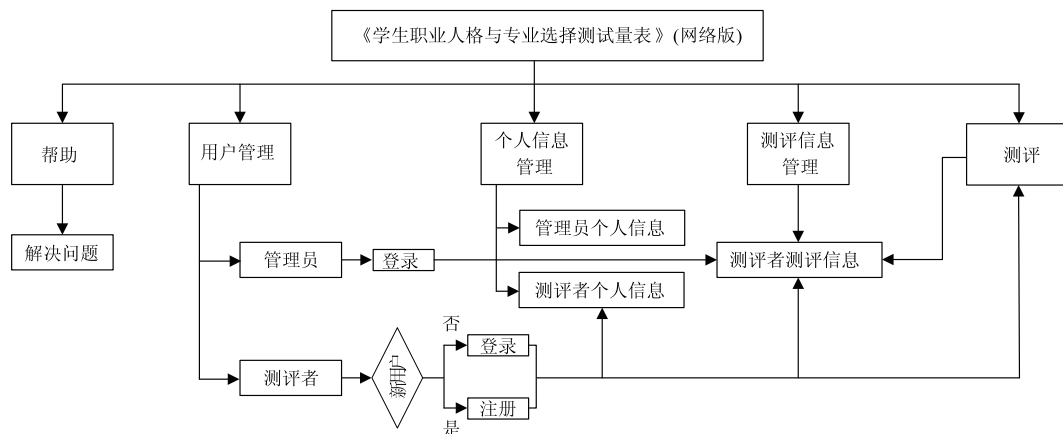 《学生职业人格与专业选择测试量表》(网络版)
帮助
用户管理
个人信息
管理
测评信息
管理
测评
解决问题
管理员
登录
管理员个人信息
测评者测评信息
测评者个人信息
测评者
新用户
否
登录
是
注册